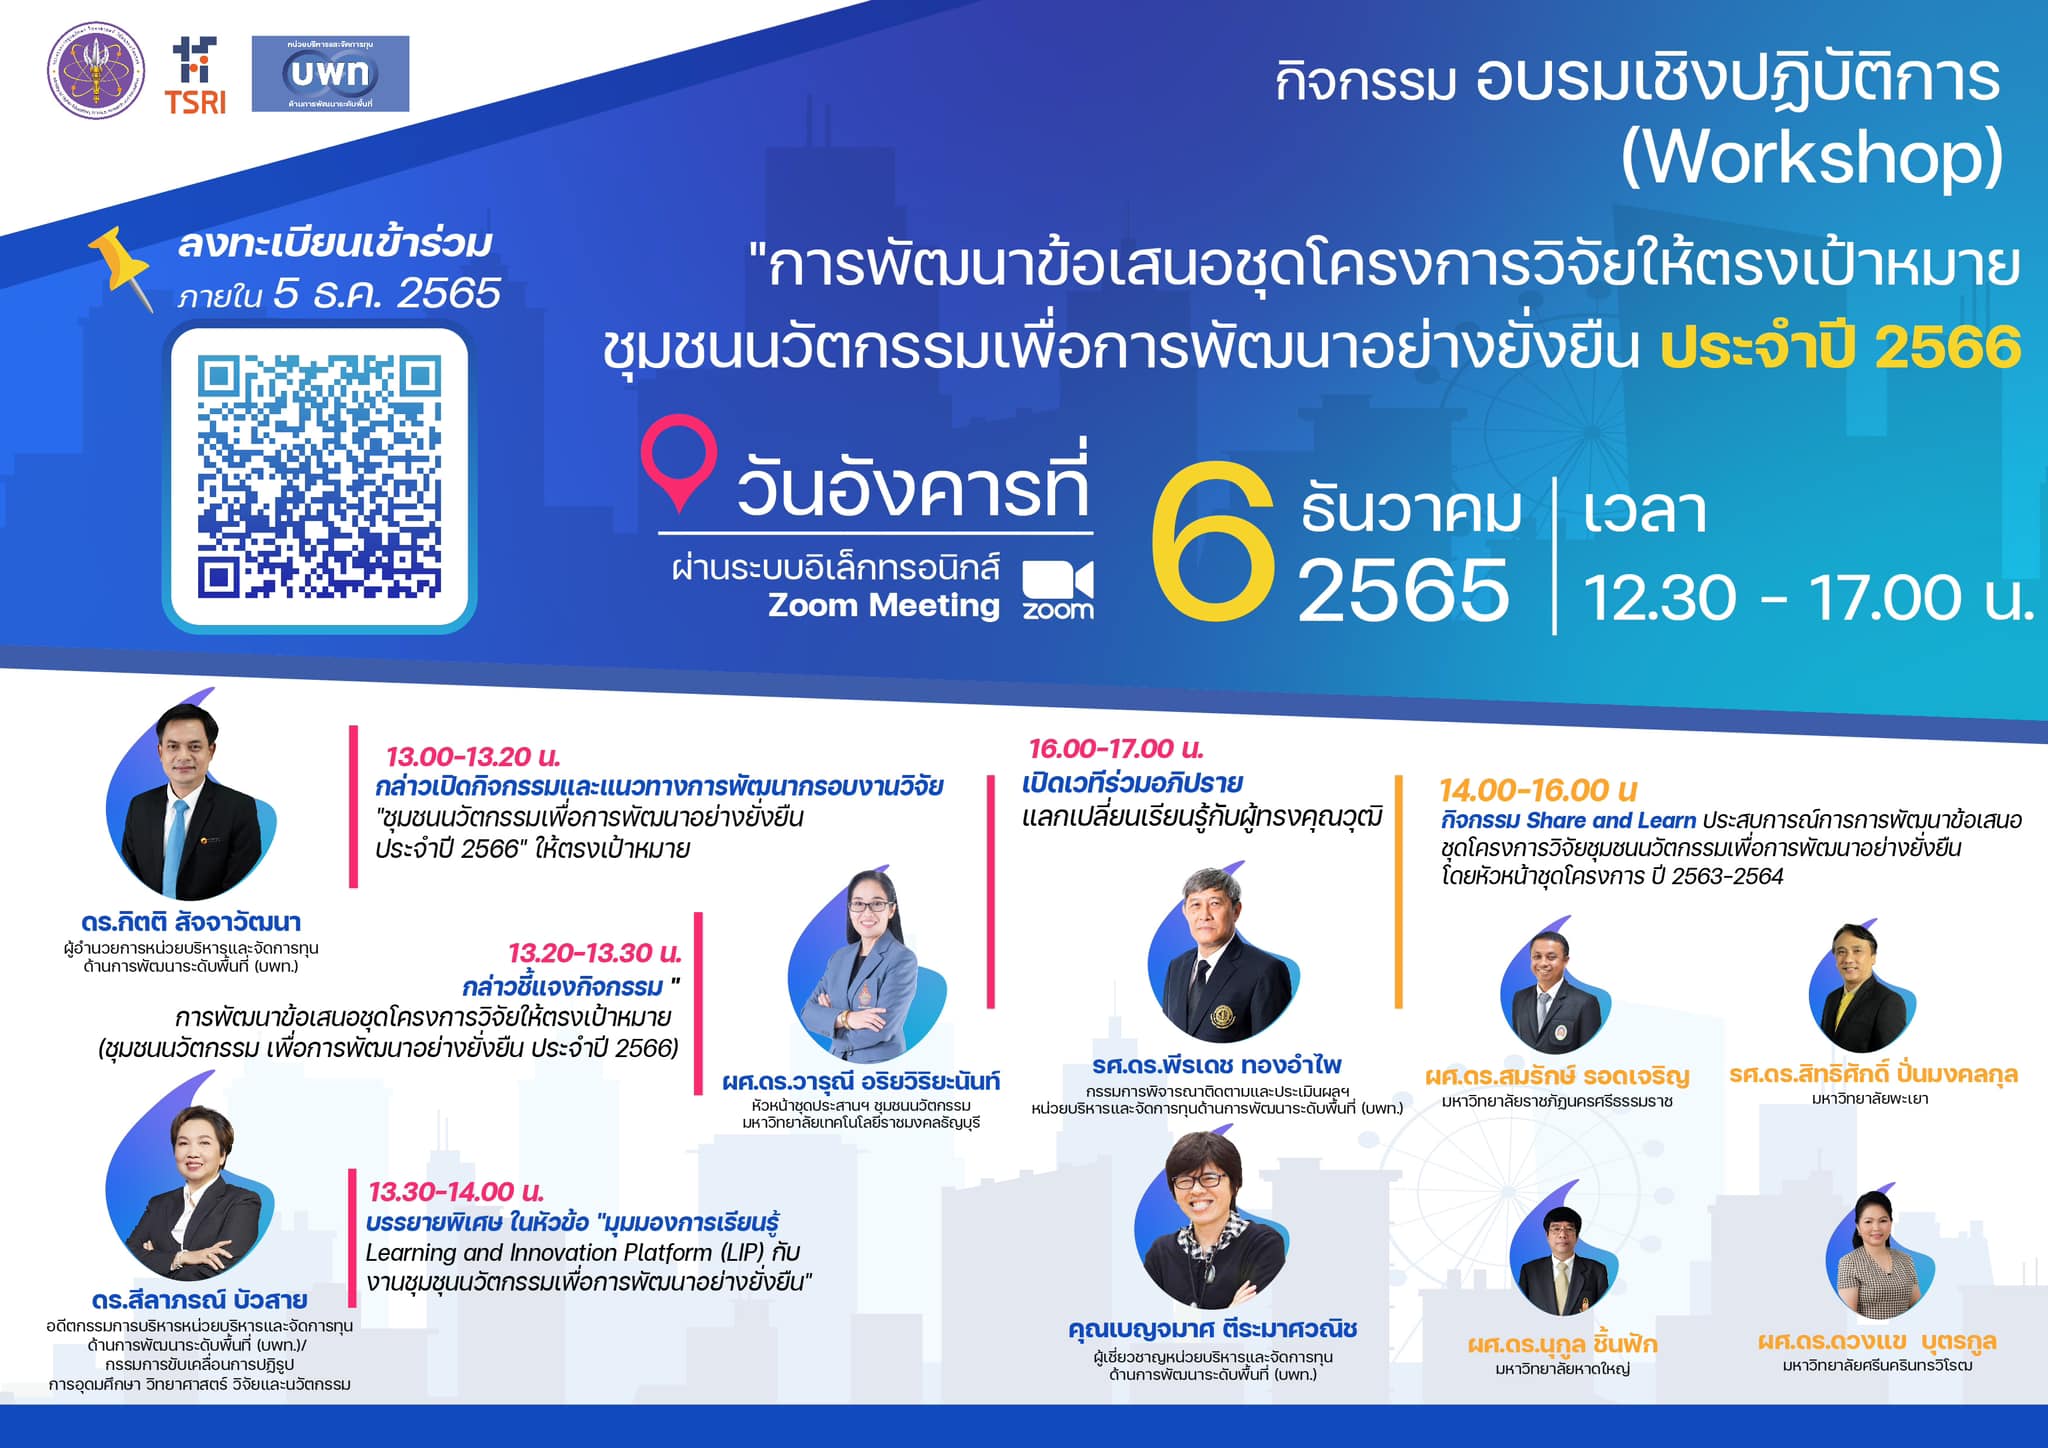 TSRI
หน่วยบริหารและจัดการทุน
บพท
ด้านการพัฒนาระดับพื้นที่
กิจกรรม อบรมเชิงปฏิบัติการ
(Workshop)
"การพัฒนาข้อเสนอชุดโครงการวิจัยให้ตรงเป้าหมาย
ชุมชนนวัตกรรมเพื่อการพัฒนาอย่างยั่งยืน ประจำปี 2566
ลงทะเบียนเข้าร่วม
ภายใน 5 ธ.ค. 2565
วันอังคารที่
6
ธันวาคม
2565
เวลา
12.30 - 17.00 น.
ผ่านระบบอิเล็กทรอนิกส์
Zoom Meeting
zoom
13.00-13.20 น.
กล่าวเปิดกิจกรรมและแนวทางการพัฒนากรอบงานวิจัย
"ชุมชนนวัตกรรมเพื่อการพัฒนาอย่างยั่งยืน
ประจำปี 2566" ให้ตรงเป้าหมาย
ดร.กิตติ สัจจาวัฒนา
ผู้อำนวยการหน่วยบริหารและจัดการทุน
ด้านการพัฒนาระดับพื้นที่ (บพท.)
13.20-13.30 น.
กล่าวชี้แจงกิจกรรม "
การพัฒนาข้อเสนอชุดโครงการวิจัยให้ตรงเป้าหมาย
(ชุมชนนวัตกรรม เพื่อการพัฒนาอย่างยั่งยืน ประจำปี 2566)
ผศ.ดร.วารุณี อริยวิริยะนันท์
หัวหน้าชุดประสานฯ ชุมชนนวัตกรรม
มหาวิทยาลัยเทคโนโลยีราชมงคลธัญบุรี
13.30-14.00 น.
บรรยายพิเศษ ในหัวข้อ "มุมมองการเรียนรู้
Learning and Innovation Platform (LIP) กับ
งานชุมชุนนวัตกรรมเพื่อการพัฒนาอย่างยั่งยืน"
ดร.สีลาภรณ์ บัวสาย
อดีตกรรมการบริหารหน่วยบริหารและจัดการทุน
ด้านการพัฒนาระดับพื้นที่ (บพท.)/
กรรมการขับเคลื่อนการปฏิรูป
การอุดมศึกษา วิทยาศาสตร์ วิจัยและนวัตกรรม
16.00-17.00 น.
เปิดเวทีร่วมอภิปราย
แลกเปลี่ยนเรียนรู้กับผู้ทรงคุณวุฒิ
รศ.ดร.พีรเดช ทองอำไพ
กรรมการพิจารณาติดตามและประเมินผลฯ
หน่วยบริหารและจัดการทุนด้านการพัฒนาระดับพื้นที่ (บพท.)
คุณเบญจมาศ ตีระมาศวณิช
ผู้เชี่ยวชาญหน่วยบริหารและจัดการทุน
ด้านการพัฒนาระดับพื้นที่ (บพท.)
14.00-16.00 น
กิจกรรม Share and Learn ประสบการณ์การการพัฒนาข้อเสนอ
ชุดโครงการวิจัยชุมชนนวัตกรรมเพื่อการพัฒนาอย่างยั่งยืน
โดยหัวหน้าชุดโครงการ ปี 2563-2564
ผศ.ดร.สมรักษ์ รอดเจริญ
มหาวิทยาลัยราชภัฏนครศรีธรรมราช
รศ.ดร.สิทธิศักดิ์ ปิ่นมงคลกุล
มหาวิทยาลัยพะเยา
ผศ.ดร.นุกูล ชิ้นฟัก
มหาวิทยาลัยหาดใหญ่
ผศ.ดร.ดวงแข บุตรกูล
มหาวิทยาลัยศรีนครินทรวิโรฒ